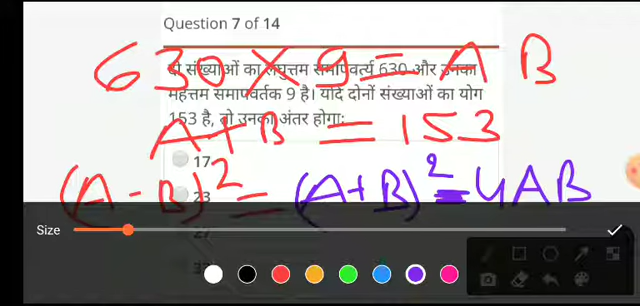 Question 7 of 14
630 X 9 = A B
दो संख्याओं का लघुत्तम समापवर्त्य 630 और उनका
महत्तम समापवर्तक 9 है। यदि दोनों संख्याओं का योग
153 है, तो उनका अंतर होगा:
A + B = 153
17
(A - B)² = (A + B)² = 4AB
23
Size